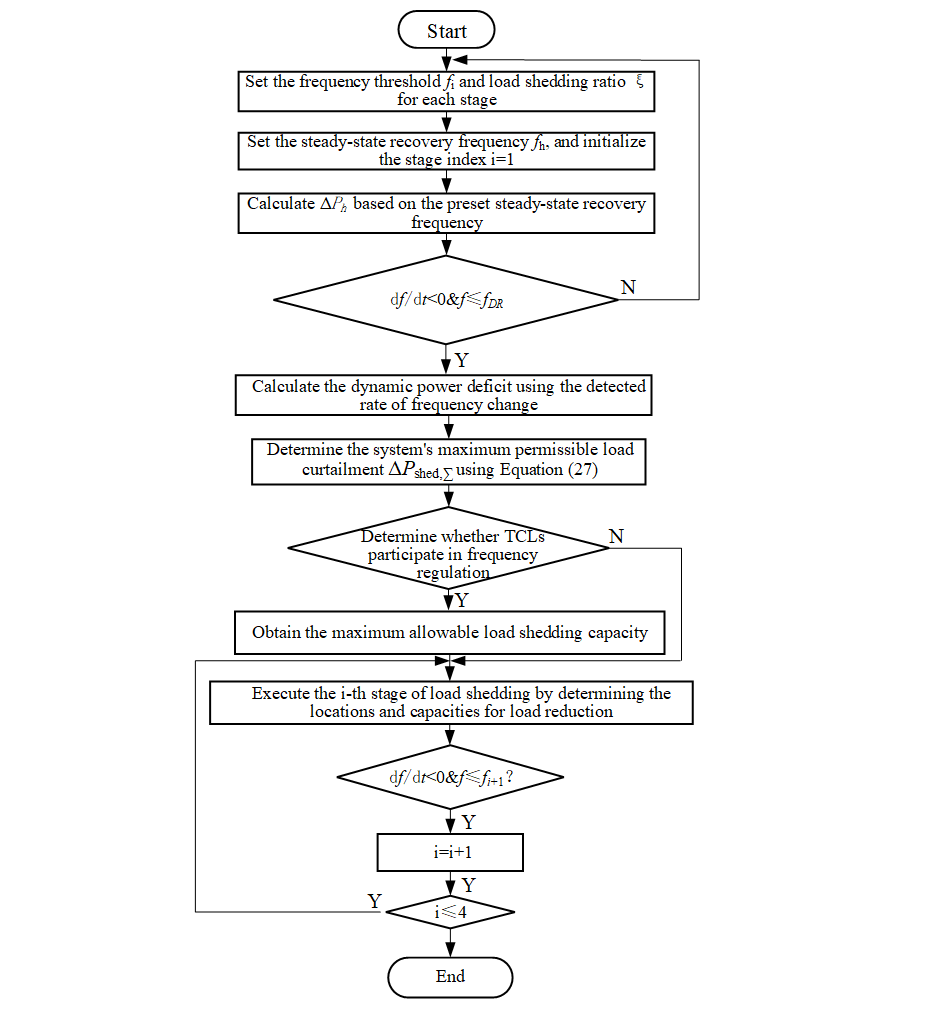 Start
Set the frequency threshold fi and load shedding ratio ξ
for each stage
Set the steady-state recovery frequency fh, and initialize
the stage index i=1
Calculate ΔPh based on the preset steady-state recovery
frequency
df/dt<0&f≤fDR
N
Y
Calculate the dynamic power deficit using the detected
rate of frequency change
Determine the system's maximum permissible load
curtailment ΔPshed,∑ using Equation (27)
Determine whether TCLs
participate in frequency
regulation
N
Y
Obtain the maximum allowable load shedding capacity
Execute the i-th stage of load shedding by determining the
locations and capacities for load reduction
df/dt<0&f≤fi+1?
Y
i=i+1
Y
Y
i≤4
End